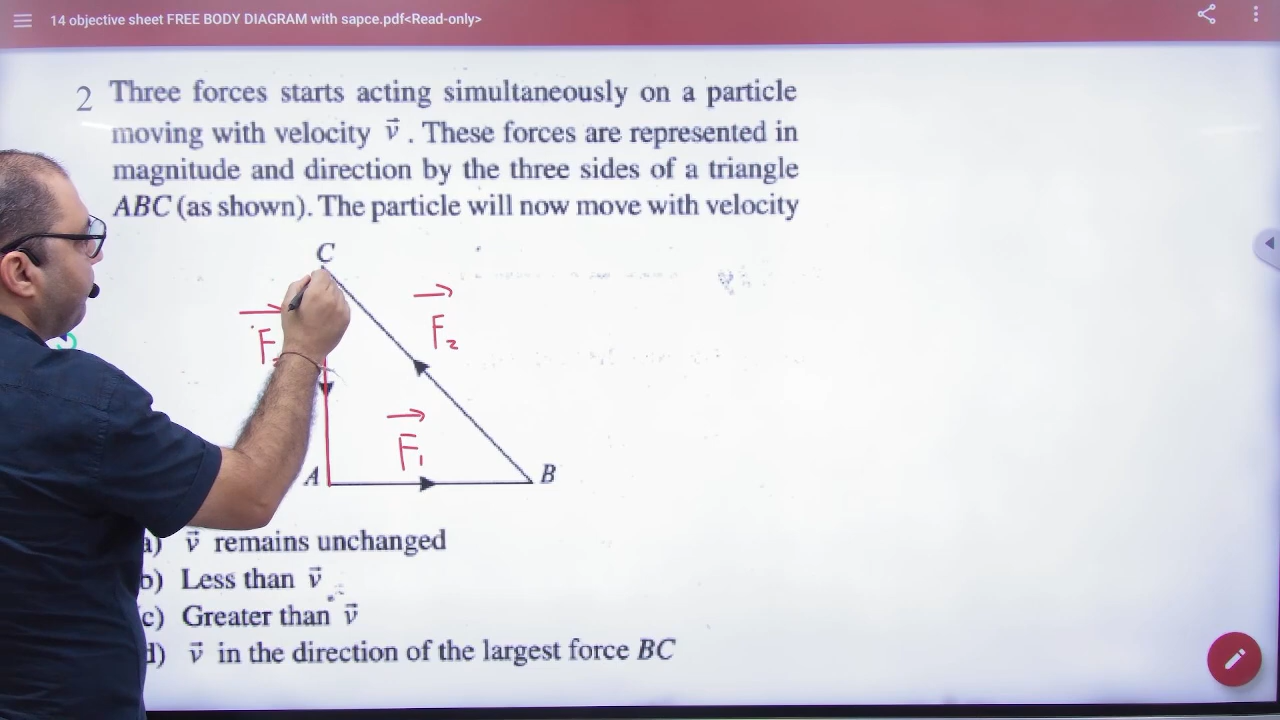 14 objective sheet FREE BODY DIAGRAM with sapce.pdf<Read-only>
2 Three forces starts acting simultaneously on a particle
moving with velocity v⃗ . These forces are represented in
magnitude and direction by the three sides of a triangle
ABC (as shown). The particle will now move with velocity
C
F⃗
F⃗₂
F⃗₁
A
B
a) v⃗ remains unchanged
b) Less than v⃗
c) Greater than v⃗
d) v⃗ in the direction of the largest force BC